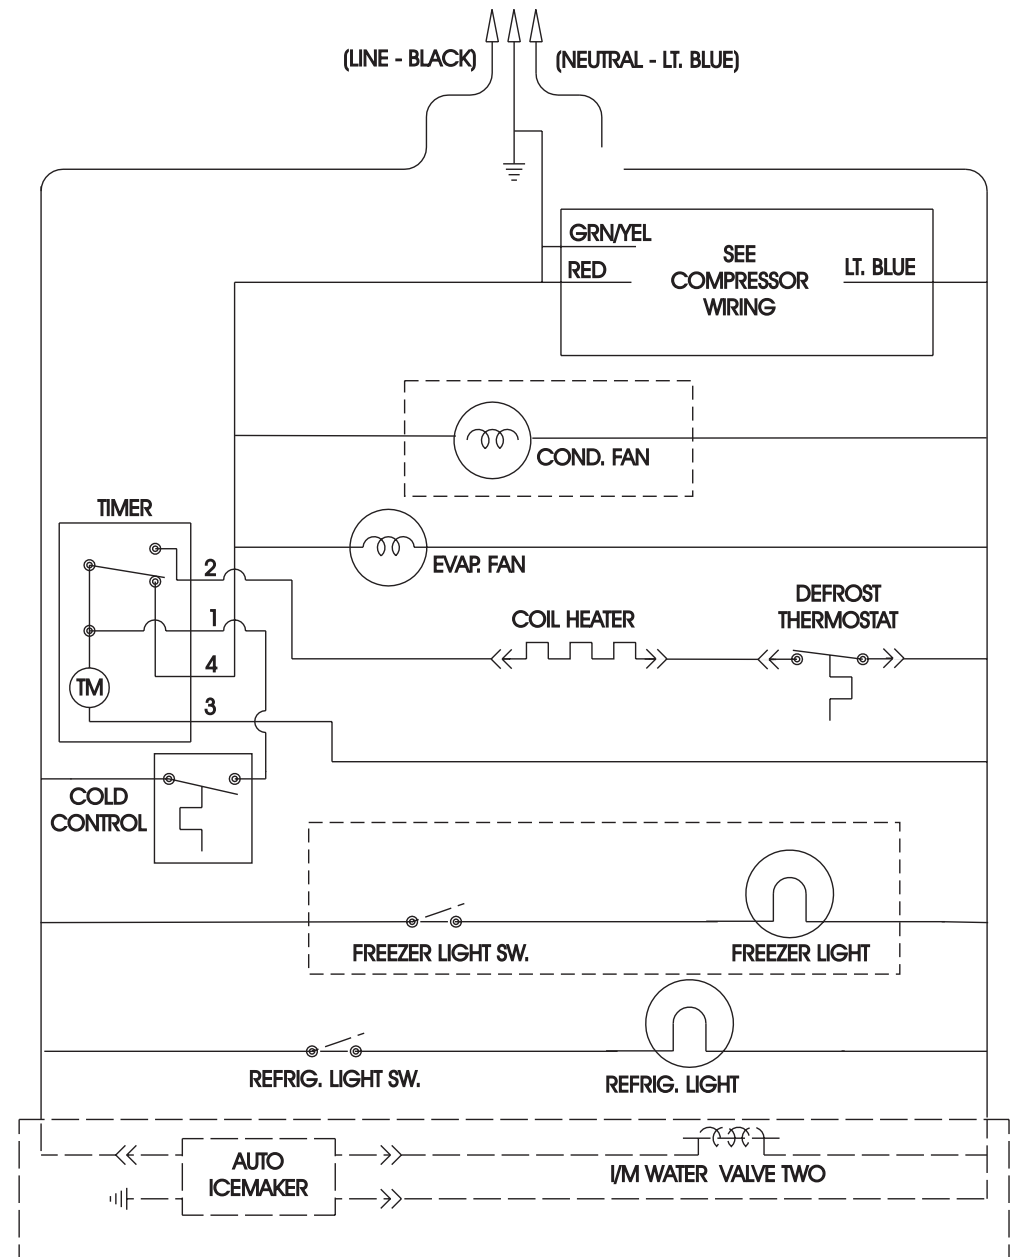 (LINE - BLACK)
(NEUTRAL - LT. BLUE)
GRN/YEL
RED
SEE
COMPRESSOR
WIRING
LT. BLUE
COND. FAN
TIMER
EVAP. FAN
2
1
4
3
TM
COIL HEATER
DEFROST
THERMOSTAT
COLD
CONTROL
FREEZER LIGHT SW.
FREEZER LIGHT
REFRIG. LIGHT SW.
REFRIG. LIGHT
AUTO
ICEMAKER
I/M WATER VALVE TWO